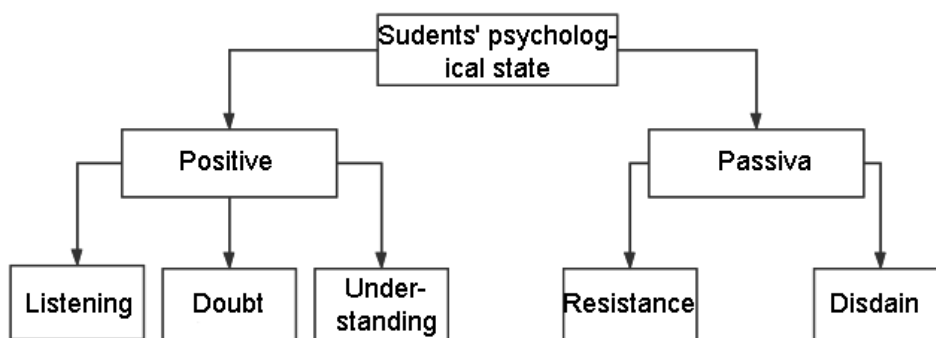 Sudents' psycholog-
ical state
Positive
Passiva
Listening
Doubt
Under-
standing
Resistance
Disdain